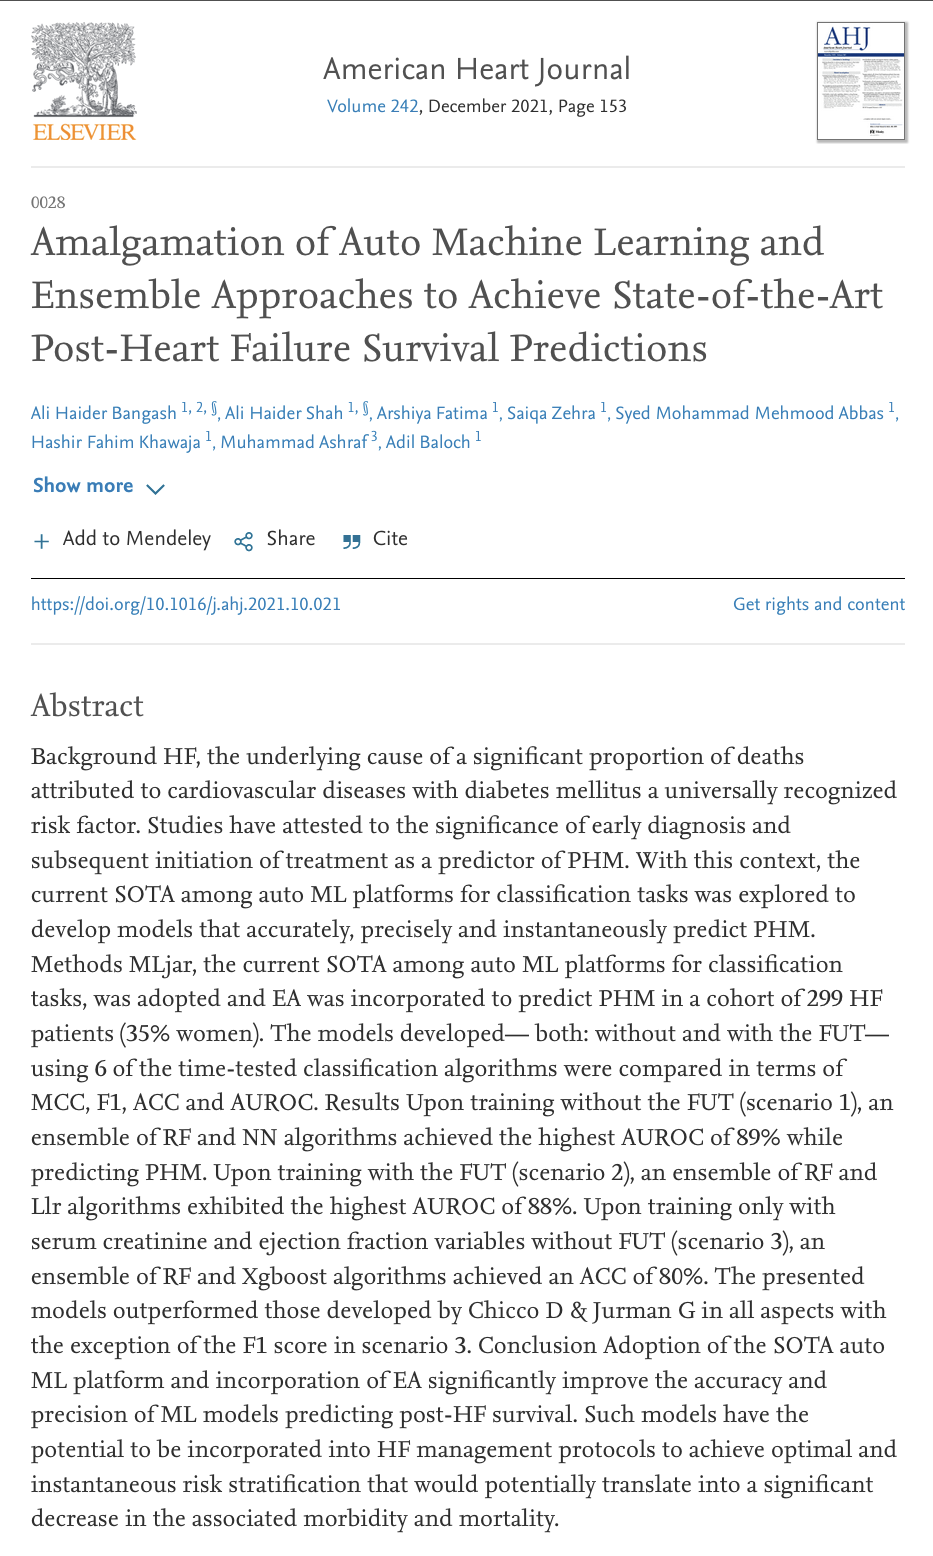 ELSEVIER
American Heart Journal
Volume 242, December 2021, Page 153
AHJ
0028
Amalgamation of Auto Machine Learning and
Ensemble Approaches to Achieve State-of-the-Art
Post-Heart Failure Survival Predictions
Ali Haider Bangash 1, 2, §, Ali Haider Shah 1, §, Arshiya Fatima 1, Saiqa Zehra 1, Syed Mohammad Mehmood Abbas 1,
Hashir Fahim Khawaja 1, Muhammad Ashraf 3, Adil Baloch 1
Show more
+ Add to Mendeley Share Cite
https://doi.org/10.1016/j.ahj.2021.10.021 Get rights and content
Abstract
Background HF, the underlying cause of a significant proportion of deaths
attributed to cardiovascular diseases with diabetes mellitus a universally recognized
risk factor. Studies have attested to the significance of early diagnosis and
subsequent initiation of treatment as a predictor of PHM. With this context, the
current SOTA among auto ML platforms for classification tasks was explored to
develop models that accurately, precisely and instantaneously predict PHM.
Methods MLjar, the current SOTA among auto ML platforms for classification
tasks, was adopted and EA was incorporated to predict PHM in a cohort of 299 HF
patients (35% women). The models developed— both: without and with the FUT—
using 6 of the time-tested classification algorithms were compared in terms of
MCC, F1, ACC and AUROC. Results Upon training without the FUT (scenario 1), an
ensemble of RF and NN algorithms achieved the highest AUROC of 89% while
predicting PHM. Upon training with the FUT (scenario 2), an ensemble of RF and
Llr algorithms exhibited the highest AUROC of 88%. Upon training only with
serum creatinine and ejection fraction variables without FUT (scenario 3), an
ensemble of RF and Xgboost algorithms achieved an ACC of 80%. The presented
models outperformed those developed by Chicco D & Jurman G in all aspects with
the exception of the F1 score in scenario 3. Conclusion Adoption of the SOTA auto
ML platform and incorporation of EA significantly improve the accuracy and
precision of ML models predicting post-HF survival. Such models have the
potential to be incorporated into HF management protocols to achieve optimal and
instantaneous risk stratification that would potentially translate into a significant
decrease in the associated morbidity and mortality.